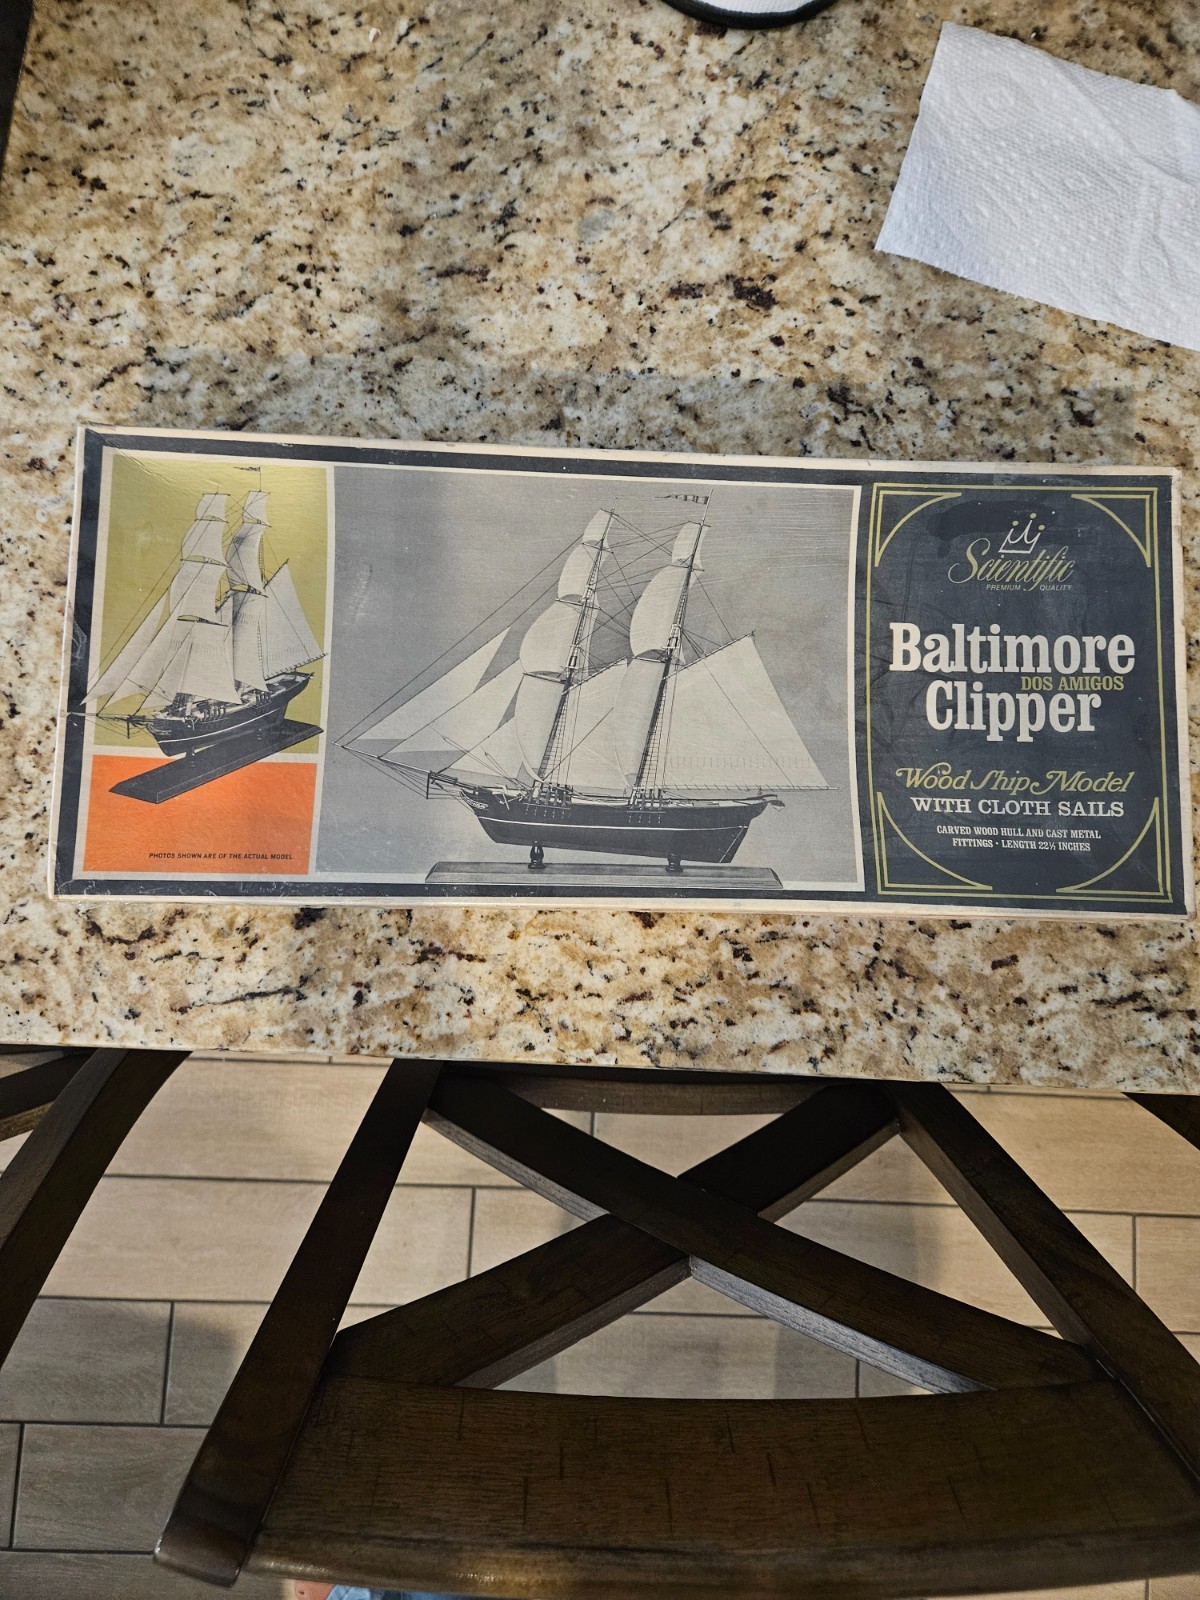 Scientific
PREMIUM QUALITY
Baltimore
DOS AMIGOS
Clipper
Wood Ship Model
WITH CLOTH SAILS
CARVED WOOD HULL AND CAST METAL
FITTINGS • LENGTH 22½ INCHES
PHOTOS SHOWN ARE OF THE ACTUAL MODEL